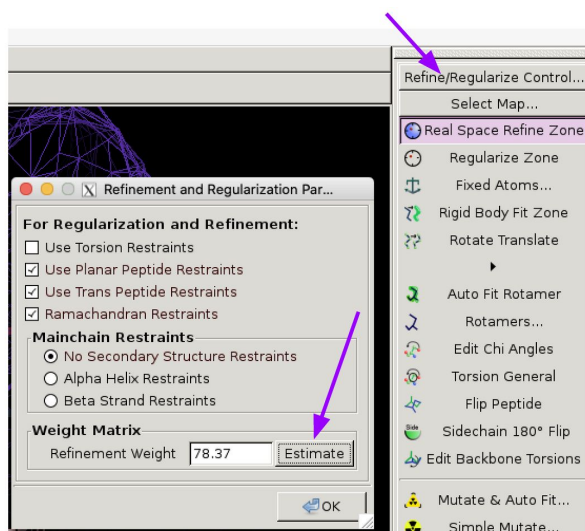 Refine/Regularize Control...
Select Map...
Real Space Refine Zone
Regularize Zone
Fixed Atoms...
Rigid Body Fit Zone
Rotate Translate
Auto Fit Rotamer
Rotamers...
Edit Chi Angles
Torsion General
Flip Peptide
Side
Sidechain 180° Flip
Edit Backbone Torsions
Mutate & Auto Fit...
Simple Mutate...
X Refinement and Regularization Par...
For Regularization and Refinement:
Use Torsion Restraints
Use Planar Peptide Restraints
Use Trans Peptide Restraints
Ramachandran Restraints
Mainchain Restraints
No Secondary Structure Restraints
Alpha Helix Restraints
Beta Strand Restraints
Weight Matrix
Refinement Weight 78.37 Estimate
OK